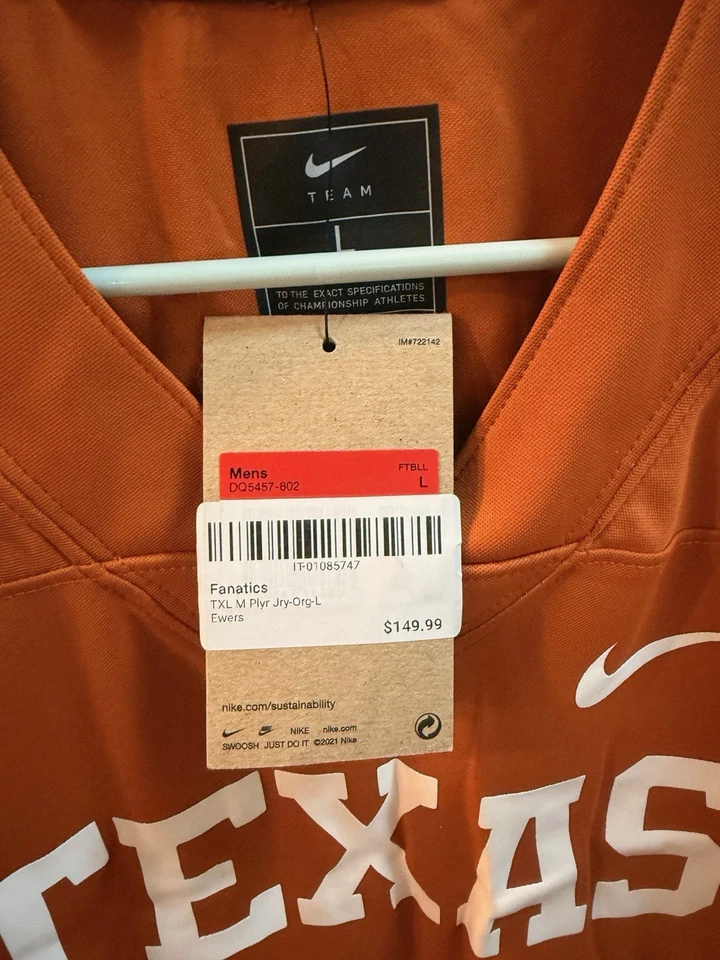 TEAM
L
TO THE EXACT SPECIFICATIONS
OF CHAMPIONSHIP ATHLETES
IM#722142
Mens FTBLL
DQ5457-802 L
IT-01085747
Fanatics
TXL M Plyr Jry-Org-L
Ewers
$149.99
nike.com/sustainability
NIKE nike.com
SWOOSH JUST DO IT ©2021 Nike
TEXAS